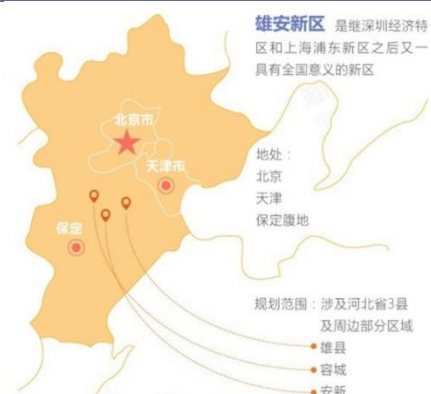 雄安新区 是继深圳经济特
区和上海浦东新区之后又一
具有全国意义的新区
北京市
天津市
地处：
北京
天津
保定腹地
保定
规划范围：涉及河北省3县
及周边部分区域
雄县
容城
安新